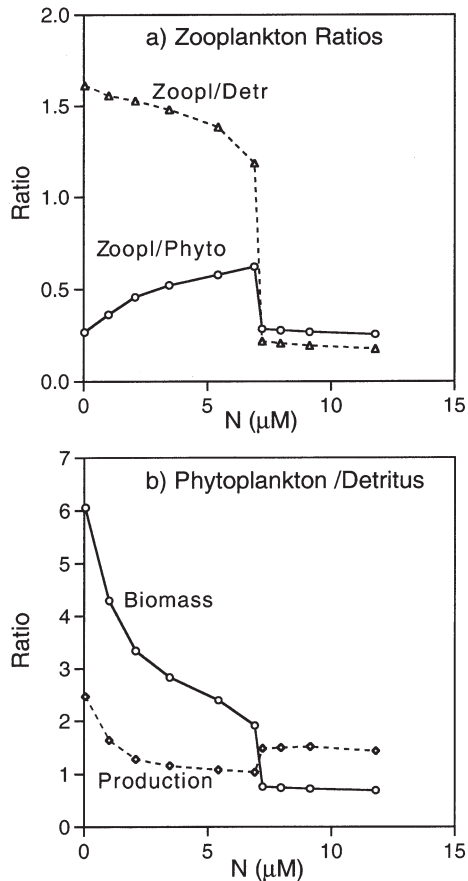 a) Zooplankton Ratios
2.0
1.5
1.0
0.5
0.0
Ratio
Zoopl/Detr
Zoopl/Phyto
0
5
10
15
N (μM)
b) Phytoplankton /Detritus
7
6
5
4
3
2
1
0
Ratio
Biomass
Production
0
5
10
15
N (μM)